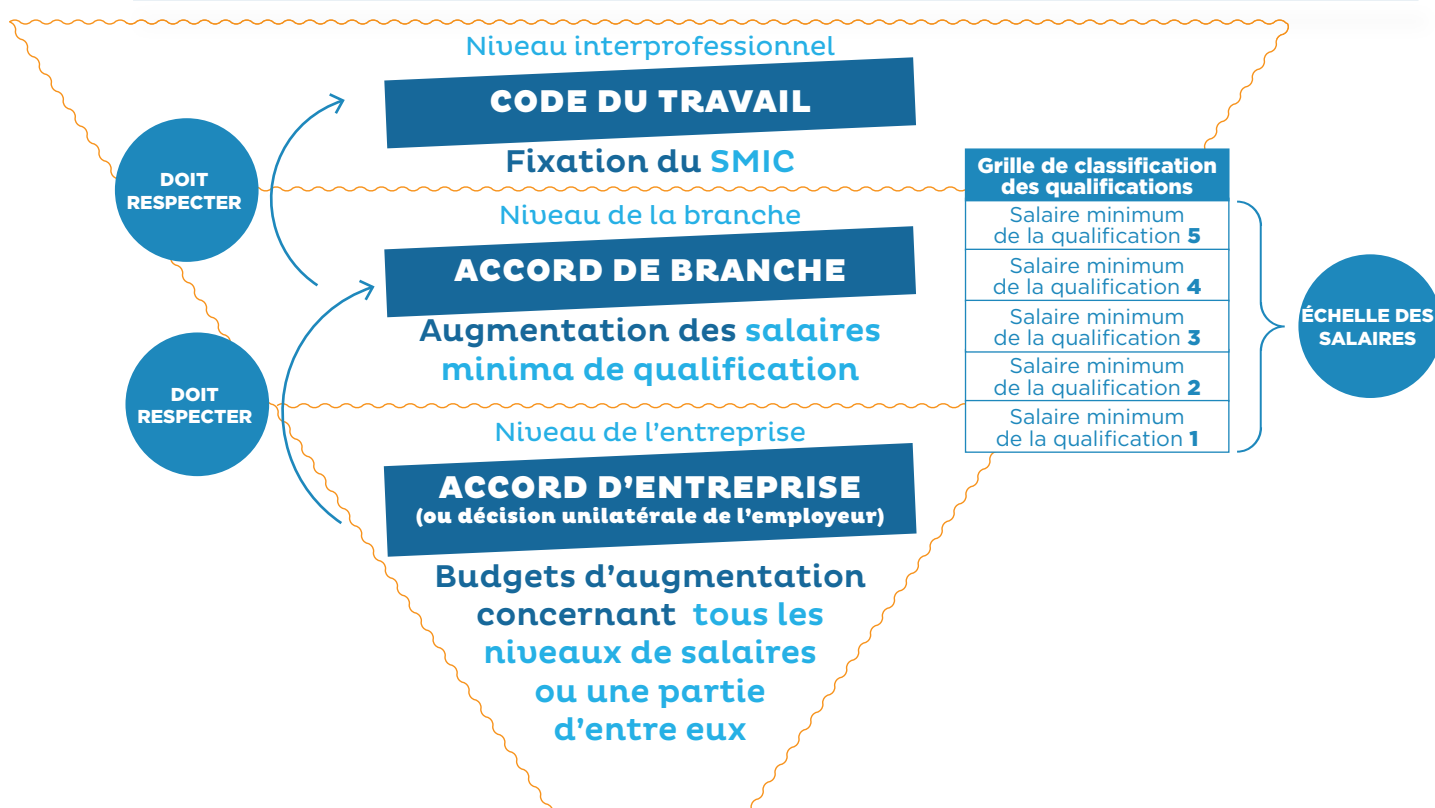 Niveau interprofessionnel
CODE DU TRAVAIL
Fixation du SMIC
DOIT
RESPECTER
Niveau de la branche
ACCORD DE BRANCHE
Augmentation des salaires
minima de qualification
DOIT
RESPECTER
Niveau de l'entreprise
ACCORD D'ENTREPRISE
(ou décision unilatérale de l'employeur)
Budgets d'augmentation
concernant tous les
niveaux de salaires
ou une partie
d'entre eux
Grille de classification
des qualifications
Salaire minimum
de la qualification 5
Salaire minimum
de la qualification 4
Salaire minimum
de la qualification 3
Salaire minimum
de la qualification 2
Salaire minimum
de la qualification 1
ÉCHELLE DES
SALAIRES